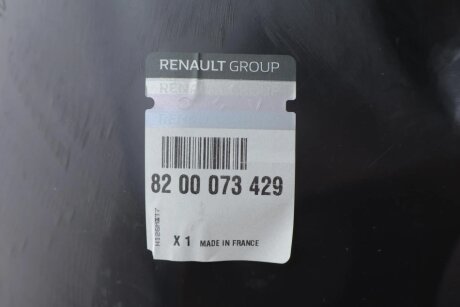 RENAULT GROUP
82 00 073 429
X 1 MADE IN FRANCE